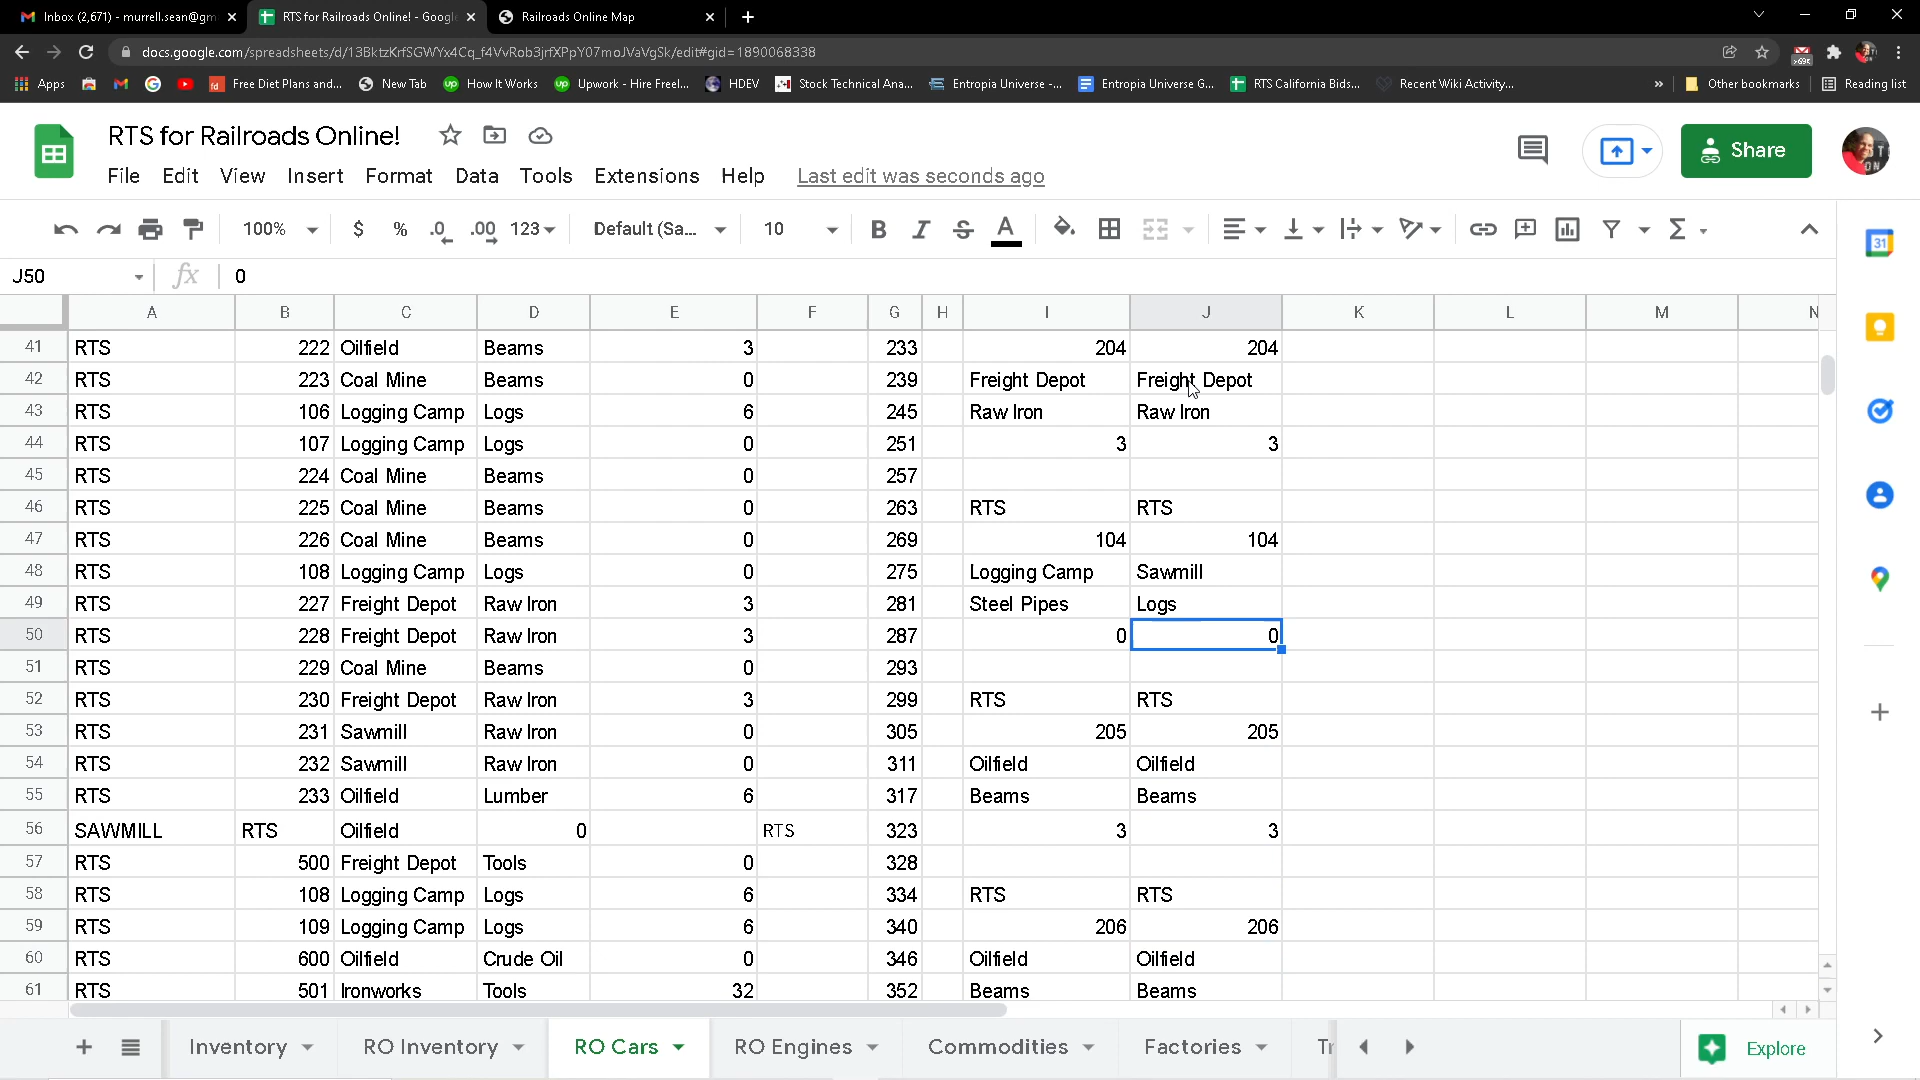 Inbox (2,671) - murrell.sean@gm
RTS for Railroads Online! - Google
Railroads Online Map
docs.google.com/spreadsheets/d/13BktzKrfSGWYx4Cq_f4VvRob3jrfXPpY07moJVaVgSk/edit#gid=1890068338
Apps Free Diet Plans and... New Tab How It Works Upwork - Hire Freel... HDEV Stock Technical Ana... Entropia Universe -... Entropia Universe G... RTS California Bids... Recent Wiki Activity... » Other bookmarks Reading list
RTS for Railroads Online!
Share
File Edit View Insert Format Data Tools Extensions Help Last edit was seconds ago
100% $ % .0 .00 123 Default (Sa... 10 B I S A
J50 fx 0
A B C D E F G H I J K L M N
41 RTS 222 Oilfield Beams 3 233 204 204
42 RTS 223 Coal Mine Beams 0 239 Freight Depot Freight Depot
43 RTS 106 Logging Camp Logs 6 245 Raw Iron Raw Iron
44 RTS 107 Logging Camp Logs 0 251 3 3
45 RTS 224 Coal Mine Beams 0 257
46 RTS 225 Coal Mine Beams 0 263 RTS RTS
47 RTS 226 Coal Mine Beams 0 269 104 104
48 RTS 108 Logging Camp Logs 0 275 Logging Camp Sawmill
49 RTS 227 Freight Depot Raw Iron 3 281 Steel Pipes Logs
50 RTS 228 Freight Depot Raw Iron 3 287 0 0
51 RTS 229 Coal Mine Beams 0 293
52 RTS 230 Freight Depot Raw Iron 3 299 RTS RTS
53 RTS 231 Sawmill Raw Iron 0 305 205 205
54 RTS 232 Sawmill Raw Iron 0 311 Oilfield Oilfield
55 RTS 233 Oilfield Lumber 6 317 Beams Beams
56 SAWMILL RTS Oilfield 0 RTS 323 3 3
57 RTS 500 Freight Depot Tools 0 328
58 RTS 108 Logging Camp Logs 6 334 RTS RTS
59 RTS 109 Logging Camp Logs 6 340 206 206
60 RTS 600 Oilfield Crude Oil 0 346 Oilfield Oilfield
61 RTS 501 Ironworks Tools 32 352 Beams Beams
Inventory RO Inventory RO Cars RO Engines Commodities Factories Tr Explore